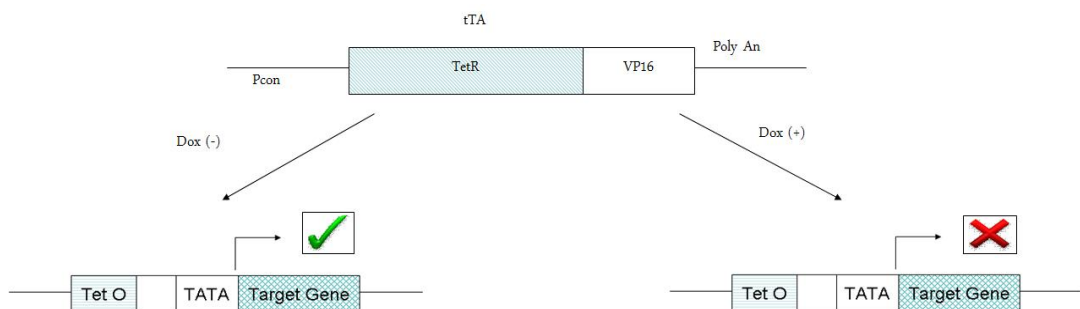 tTA
Pcon
TetR
VP16
Poly An
Dox (-)
Dox (+)
Tet O
TATA
Target Gene
Tet O
TATA
Target Gene